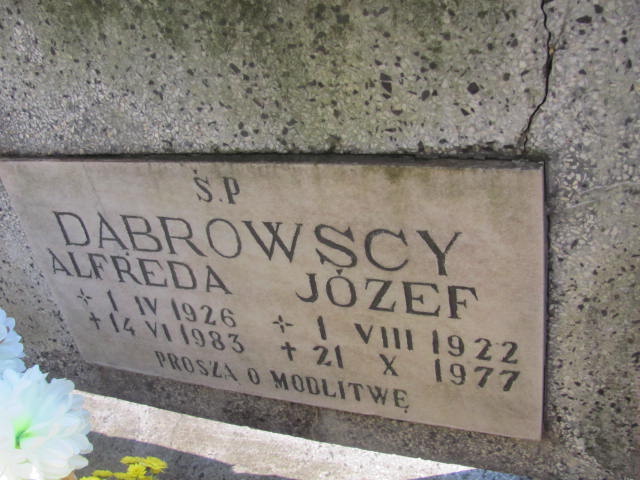 Ś.P
DĄBROWSCY
ALFREDA JÓZEF
1 IV 1926 1 VIII 1922
14 VI 1983 21 X 1977
PROSZĄ O MODLITWĘ